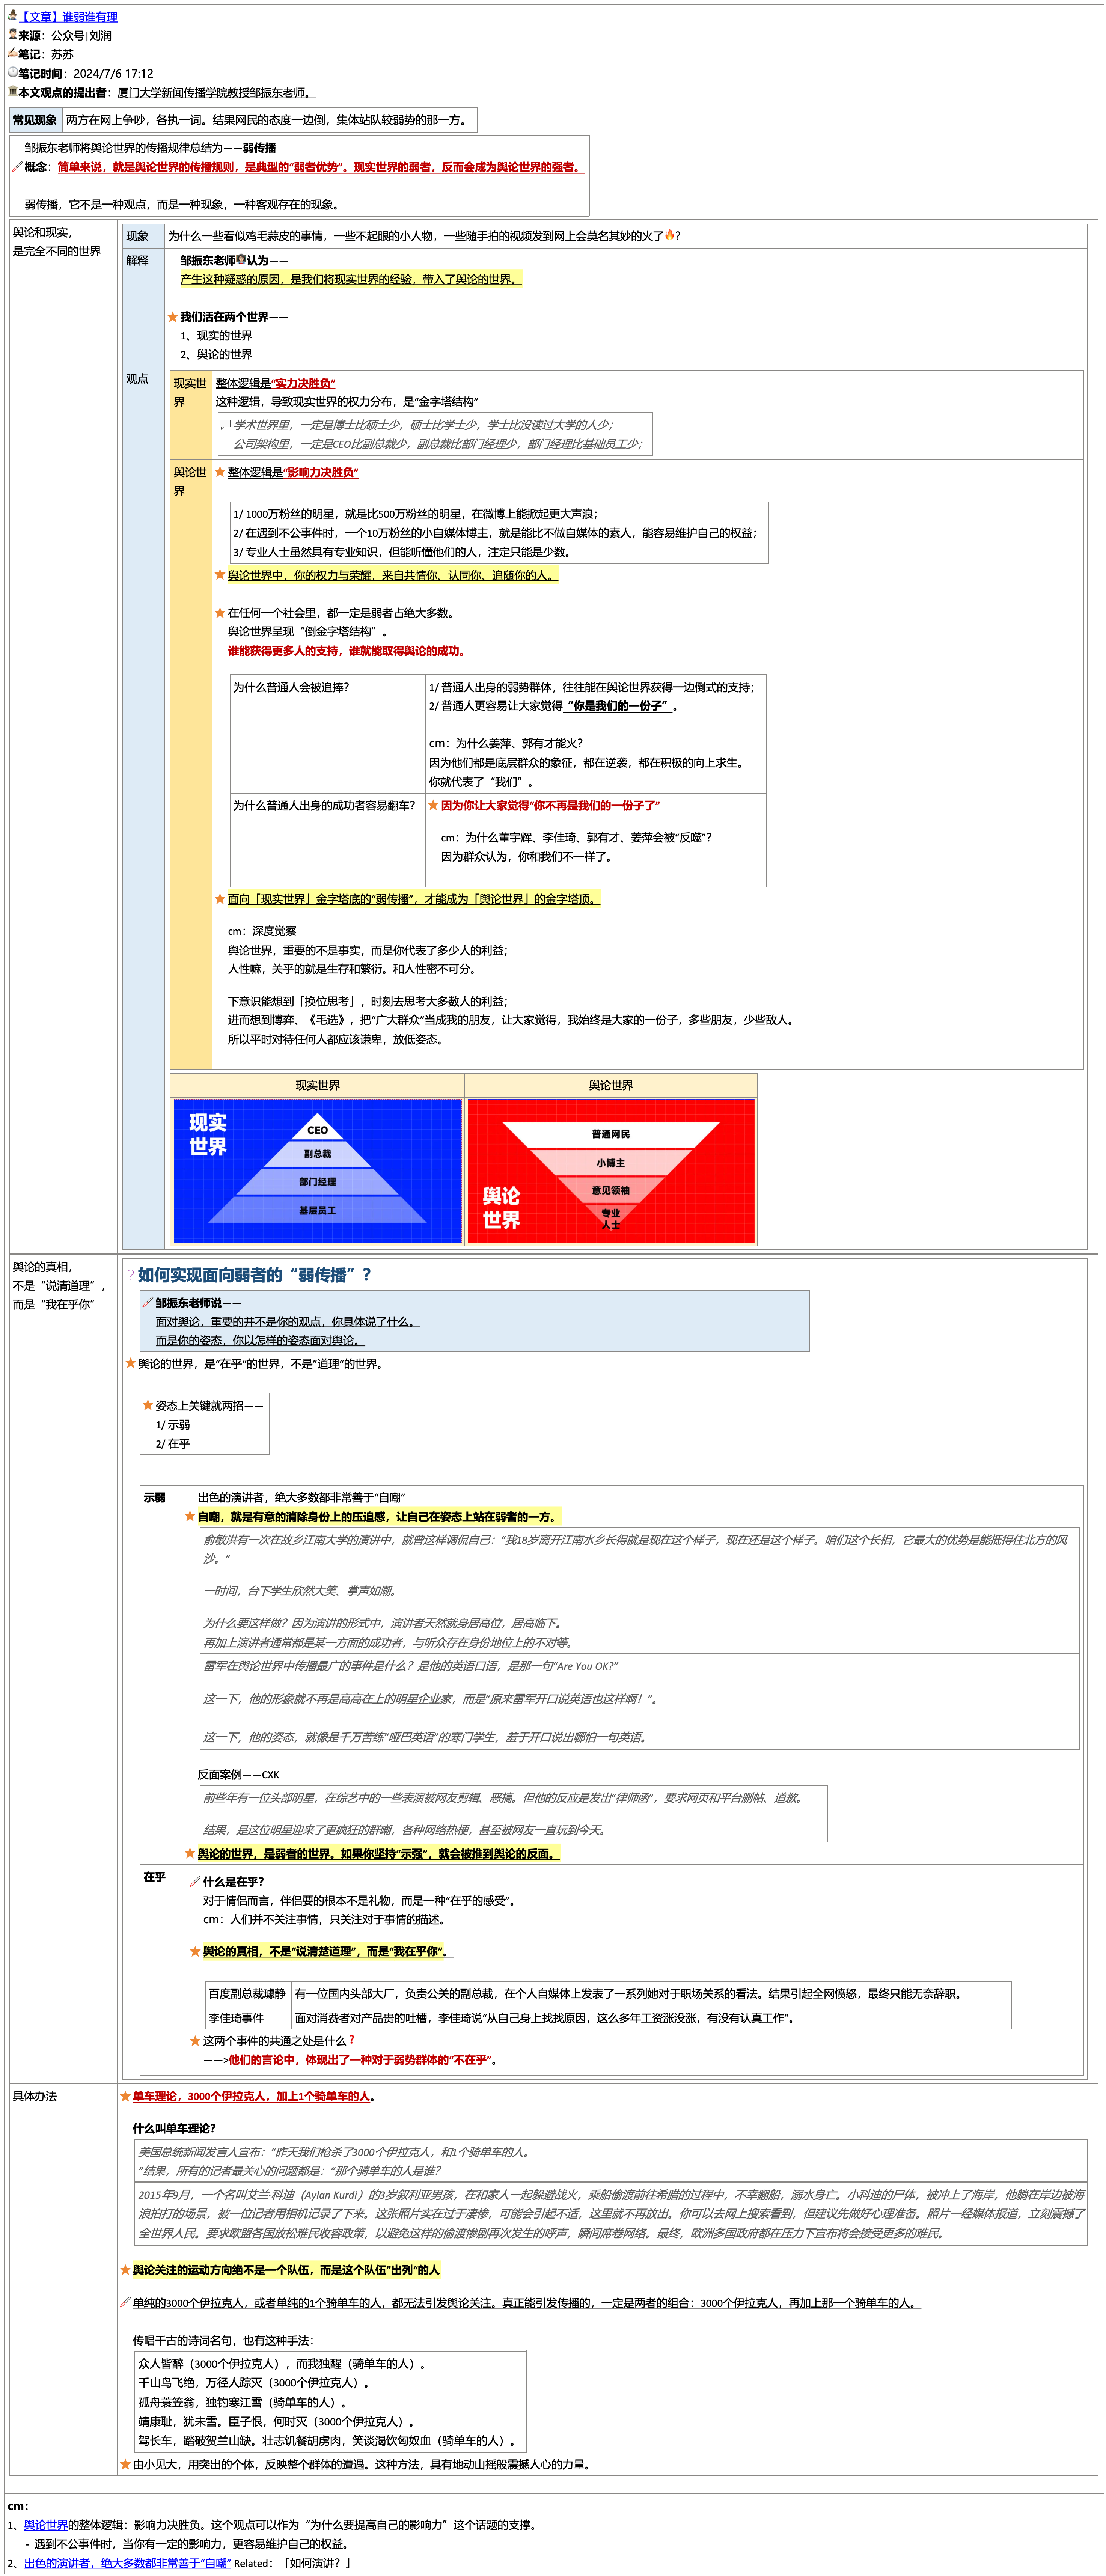 【文章】谁弱谁有理
来源：公众号|刘润
笔记：苏苏
笔记时间：2024/7/6 17:12
本文观点的提出者：厦门大学新闻传播学院教授邹振东老师。
常见现象 两方在网上争吵，各执一词。结果网民的态度一边倒，集体站队较弱势的那一方。
邹振东老师将舆论世界的传播规律总结为——弱传播
概念：简单来说，就是舆论世界的传播规则，是典型的“弱者优势”。现实世界的弱者，反而会成为舆论世界的强者。
弱传播，它不是一种观点，而是一种现象，一种客观存在的现象。
舆论和现实，
是完全不同的世界
现象 为什么一些看似鸡毛蒜皮的事情，一些不起眼的小人物，一些随手拍的视频发到网上会莫名其妙的火了🔥?
解释
邹振东老师认为——
产生这种疑惑的原因，是我们将现实世界的经验，带入了舆论的世界。
我们活在两个世界——
1、现实的世界
2、舆论的世界
观点
现实世
界
整体逻辑是“实力决胜负”
这种逻辑，导致现实世界的权力分布，是“金字塔结构”
学术世界里，一定是博士比硕士少，硕士比学士少，学士比没读过大学的人少；
公司架构里，一定是CEO比副总裁少，副总裁比部门经理少，部门经理比基础员工少；
舆论世
界
整体逻辑是“影响力决胜负”
1/ 1000万粉丝的明星，就是比500万粉丝的明星，在微博上能掀起更大声浪；
2/ 在遇到不公事件时，一个10万粉丝的小自媒体博主，就是能比不做自媒体的素人，能容易维护自己的权益；
3/ 专业人士虽然具有专业知识，但能听懂他们的人，注定只能是少数。
舆论世界中，你的权力与荣耀，来自共情你、认同你、追随你的人。
在任何一个社会里，都一定是弱者占绝大多数。
舆论世界呈现“倒金字塔结构”。
谁能获得更多人的支持，谁就能取得舆论的成功。
为什么普通人会被追捧？
1/ 普通人出身的弱势群体，往往能在舆论世界获得一边倒式的支持；
2/ 普通人更容易让大家觉得“你是我们的一份子”。
cm：为什么姜萍、郭有才能火？
因为他们都是底层群众的象征，都在逆袭，都在积极的向上求生。
你就代表了“我们”。
为什么普通人出身的成功者容易翻车？
因为你让大家觉得“你不再是我们的一份子了”
cm：为什么董宇辉、李佳琦、郭有才、姜萍会被“反噬”？
因为群众认为，你和我们不一样了。
面向「现实世界」金字塔底的“弱传播”，才能成为「舆论世界」的金字塔顶。
cm：深度觉察
舆论世界，重要的不是事实，而是你代表了多少人的利益；
人性嘛，关乎的就是生存和繁衍。和人性密不可分。
下意识能想到「换位思考」，时刻去思考大多数人的利益；
进而想到博弈、《毛选》，把“广大群众”当成我的朋友，让大家觉得，我始终是大家的一份子，多些朋友，少些敌人。
所以平时对待任何人都应该谦卑，放低姿态。
现实世界 舆论世界
现实
世界
CEO
副总裁
部门经理
基层员工
普通网民
小博主
意见领袖
专业
人士
舆论
世界
舆论的真相，
不是“说清道理”，
而是“我在乎你”
如何实现面向弱者的“弱传播”？
邹振东老师说——
面对舆论，重要的并不是你的观点，你具体说了什么。
而是你的姿态，你以怎样的姿态面对舆论。
舆论的世界，是“在乎“的世界，不是”道理“的世界。
姿态上关键就两招——
1/ 示弱
2/ 在乎
示弱
出色的演讲者，绝大多数都非常善于“自嘲”
自嘲，就是有意的消除身份上的压迫感，让自己在姿态上站在弱者的一方。
俞敏洪有一次在故乡江南大学的演讲中，就曾这样调侃自己：“我18岁离开江南水乡长得就是现在这个样子，现在还是这个样子。咱们这个长相，它最大的优势是能抵得住北方的风
沙。”
一时间，台下学生欣然大笑、掌声如潮。
为什么要这样做？因为演讲的形式中，演讲者天然就身居高位，居高临下。
再加上演讲者通常都是某一方面的成功者，与听众存在身份地位上的不对等。
雷军在舆论世界中传播最广的事件是什么？是他的英语口语，是那一句“Are You OK?”
这一下，他的形象就不再是高高在上的明星企业家，而是“原来雷军开口说英语也这样啊！”。
这一下，他的姿态，就像是千万苦练“哑巴英语”的寒门学生，羞于开口说出哪怕一句英语。
反面案例——CXK
前些年有一位头部明星，在综艺中的一些表演被网友剪辑、恶搞。但他的反应是发出“律师函”，要求网页和平台删帖、道歉。
结果，是这位明星迎来了更疯狂的群嘲，各种网络热梗，甚至被网友一直玩到今天。
舆论的世界，是弱者的世界。如果你坚持“示强”，就会被推到舆论的反面。
在乎
什么是在乎？
对于情侣而言，伴侣要的根本不是礼物，而是一种“在乎的感受”。
cm：人们并不关注事情，只关注对于事情的描述。
舆论的真相，不是“说清楚道理”，而是“我在乎你”。
百度副总裁璩静 有一位国内头部大厂，负责公关的副总裁，在个人自媒体上发表了一系列她对于职场关系的看法。结果引起全网愤怒，最终只能无奈辞职。
李佳琦事件 面对消费者对产品贵的吐槽，李佳琦说“从自己身上找找原因，这么多年工资涨没涨，有没有认真工作”。
这两个事件的共通之处是什么？
——>他们的言论中，体现出了一种对于弱势群体的“不在乎”。
具体办法
单车理论，3000个伊拉克人，加上1个骑单车的人。
什么叫单车理论？
美国总统新闻发言人宣布：“昨天我们枪杀了3000个伊拉克人，和1个骑单车的人。
”结果，所有的记者最关心的问题都是：“那个骑单车的人是谁？
2015年9月，一个名叫艾兰·科迪（Aylan Kurdi）的3岁叙利亚男孩，在和家人一起躲避战火，乘船偷渡前往希腊的过程中，不幸翻船，溺水身亡。小科迪的尸体，被冲上了海岸，他躺在岸边被海
浪拍打的场景，被一位记者用相机记录了下来。这张照片实在过于凄惨，可能会引起不适，这里就不再放出。你可以去网上搜索看到，但建议先做好心理准备。照片一经媒体报道，立刻震撼了
全世界人民。要求欧盟各国放松难民收容政策，以避免这样的偷渡惨剧再次发生的呼声，瞬间席卷网络。最终，欧洲多国政府都在压力下宣布将会接受更多的难民。
舆论关注的运动方向绝不是一个队伍，而是这个队伍”出列“的人
单纯的3000个伊拉克人，或者单纯的1个骑单车的人，都无法引发舆论关注。真正能引发传播的，一定是两者的组合：3000个伊拉克人，再加上那一个骑单车的人。
传唱千古的诗词名句，也有这种手法：
众人皆醉（3000个伊拉克人），而我独醒（骑单车的人）。
千山鸟飞绝，万径人踪灭（3000个伊拉克人）。
孤舟蓑笠翁，独钓寒江雪（骑单车的人）。
靖康耻，犹未雪。臣子恨，何时灭（3000个伊拉克人）。
驾长车，踏破贺兰山缺。壮志饥餐胡虏肉，笑谈渴饮匈奴血（骑单车的人）。
由小见大，用突出的个体，反映整个群体的遭遇。这种方法，具有地动山摇般震撼人心的力量。
cm：
1、舆论世界的整体逻辑：影响力决胜负。这个观点可以作为“为什么要提高自己的影响力”这个话题的支撑。
- 遇到不公事件时，当你有一定的影响力，更容易维护自己的权益。
2、出色的演讲者，绝大多数都非常善于“自嘲” Related：「如何演讲？」